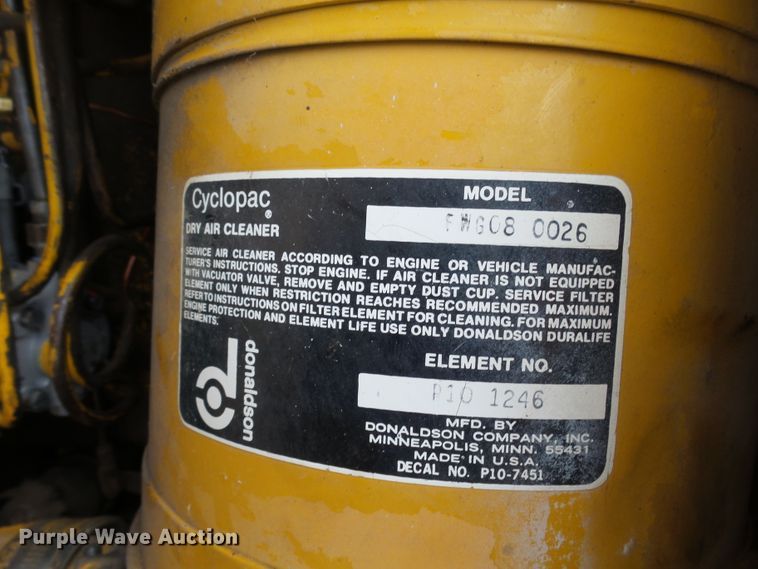 Cyclopac®
DRY AIR CLEANER
MODEL
FWG08 0026
SERVICE AIR CLEANER ACCORDING TO ENGINE OR VEHICLE MANUFAC-
TURER'S INSTRUCTIONS. STOP ENGINE. IF AIR CLEANER IS NOT EQUIPPED
WITH VACUATOR VALVE, REMOVE AND EMPTY DUST CUP. SERVICE FILTER
ELEMENT ONLY WHEN RESTRICTION REACHES RECOMMENDED MAXIMUM.
REFER TO INSTRUCTIONS ON FILTER ELEMENT FOR CLEANING. FOR MAXIMUM
ENGINE PROTECTION AND ELEMENT LIFE USE ONLY DONALDSON DURALIFE
ELEMENTS.
donaldson
ELEMENT NO.
P10 1246
MFD. BY
DONALDSON COMPANY, INC.
MINNEAPOLIS, MINN. 55431
MADE IN U.S.A.
DECAL NO. P10-7451
Purple Wave Auction
purplewave.com